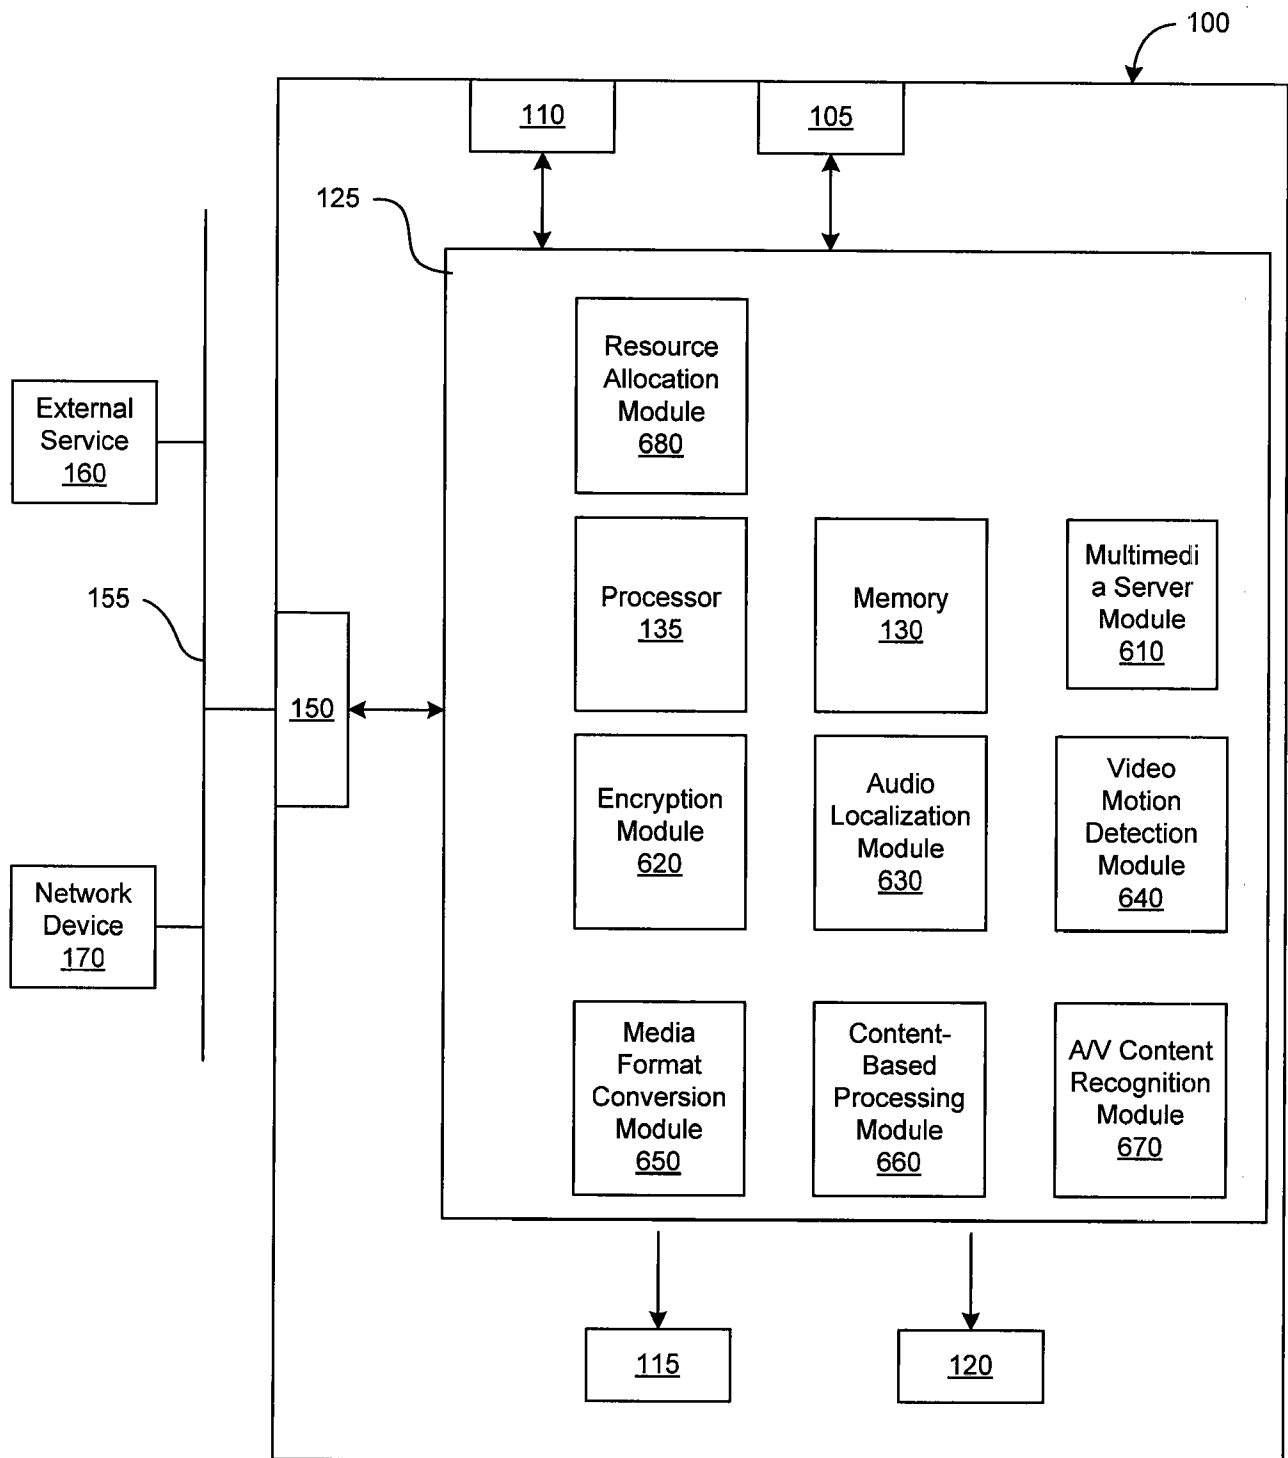 100
110
105
125
Resource
Allocation
Module
680
External
Service
160
Processor
135
Memory
130
Multimedi
a Server
Module
610
155
150
Encryption
Module
620
Audio
Localization
Module
630
Video
Motion
Detection
Module
640
Network
Device
170
Media
Format
Conversion
Module
650
Content-
Based
Processing
Module
660
A/V Content
Recognition
Module
670
115
120